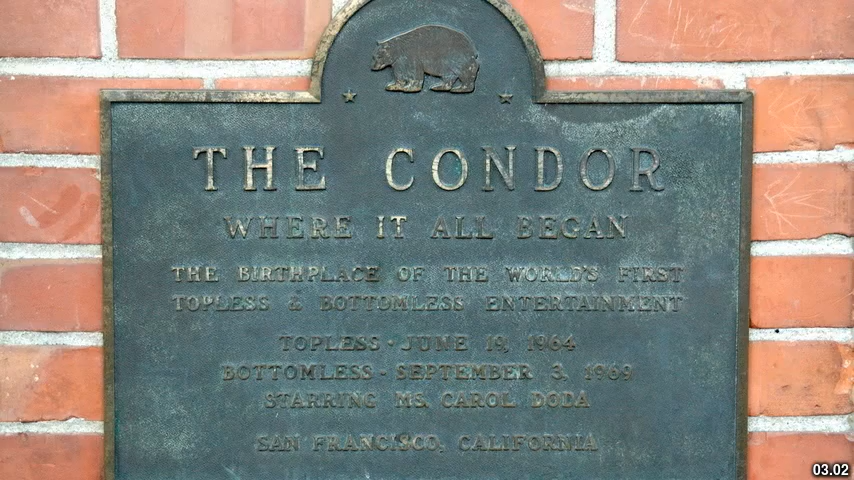 THE CONDOR
WHERE IT ALL BEGAN
THE BIRTHPLACE OF THE WORLD'S FIRST
TOPLESS & BOTTOMLESS ENTERTAINMENT
TOPLESS - JUNE 19, 1964
BOTTOMLESS - SEPTEMBER 3, 1969
STARRING MS. CAROL DODA
SAN FRANCISCO, CALIFORNIA
03.02